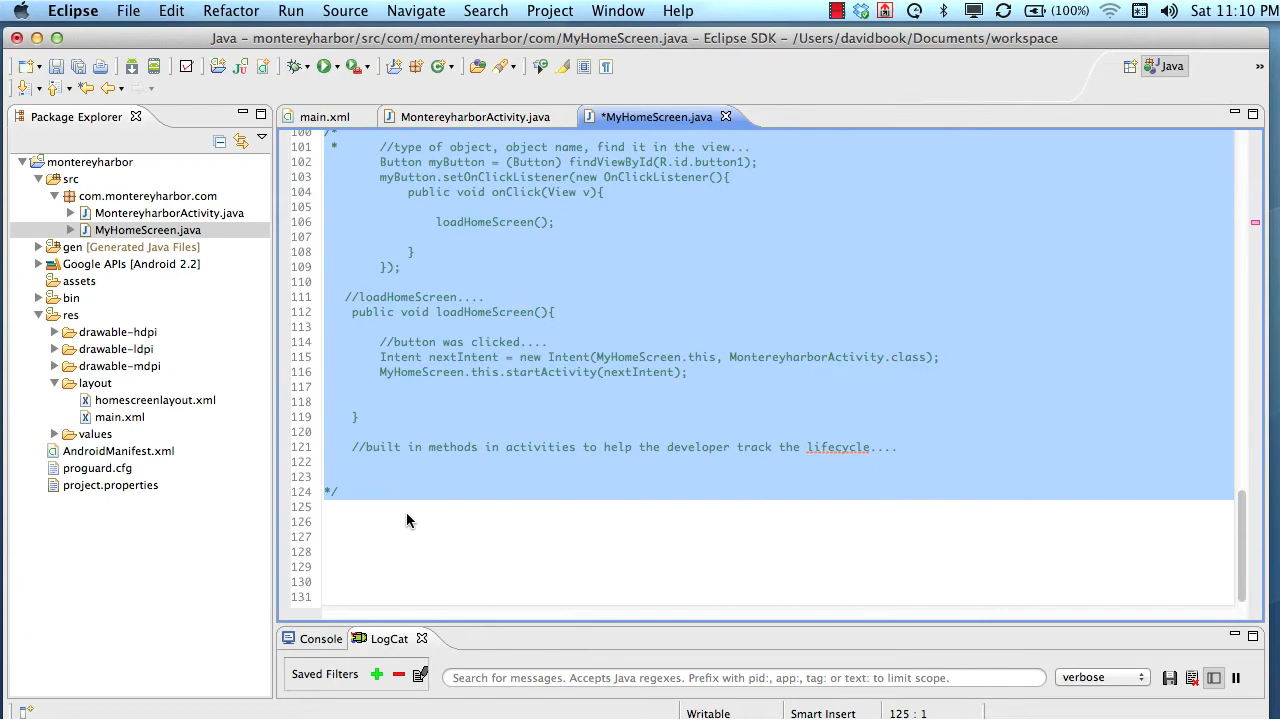 Eclipse File Edit Refactor Run Source Navigate Search Project Window Help (100%) Sat 11:10 PM
Java – montereyharbor/src/com/montereyharbor/com/MyHomeScreen.java – Eclipse SDK – /Users/davidbook/Documents/workspace
Java »
Package Explorer
main.xml MontereyharborActivity.java *MyHomeScreen.java
montereyharbor
src
com.montereyharbor.com
MontereyharborActivity.java
MyHomeScreen.java
gen [Generated Java Files]
Google APIs [Android 2.2]
assets
bin
res
drawable-hdpi
drawable-ldpi
drawable-mdpi
layout
homescreenlayout.xml
main.xml
values
AndroidManifest.xml
proguard.cfg
project.properties
100 /*
101 * //type of object, object name, find it in the view...
102 Button myButton = (Button) findViewById(R.id.button1);
103 myButton.setOnClickListener(new OnClickListener(){
104 public void onClick(View v){
105
106 loadHomeScreen();
107
108 }
109 });
110
111 //loadHomeScreen....
112 public void loadHomeScreen(){
113
114 //button was clicked....
115 Intent nextIntent = new Intent(MyHomeScreen.this, MontereyharborActivity.class);
116 MyHomeScreen.this.startActivity(nextIntent);
117
118
119 }
120
121 //built in methods in activities to help the developer track the lifecycle....
122
123
124 */
125
126
127
128
129
130
131
Console LogCat
Saved Filters Search for messages. Accepts Java regexes. Prefix with pid:, app:, tag: or text: to limit scope. verbose
Writable Smart Insert 125 : 1